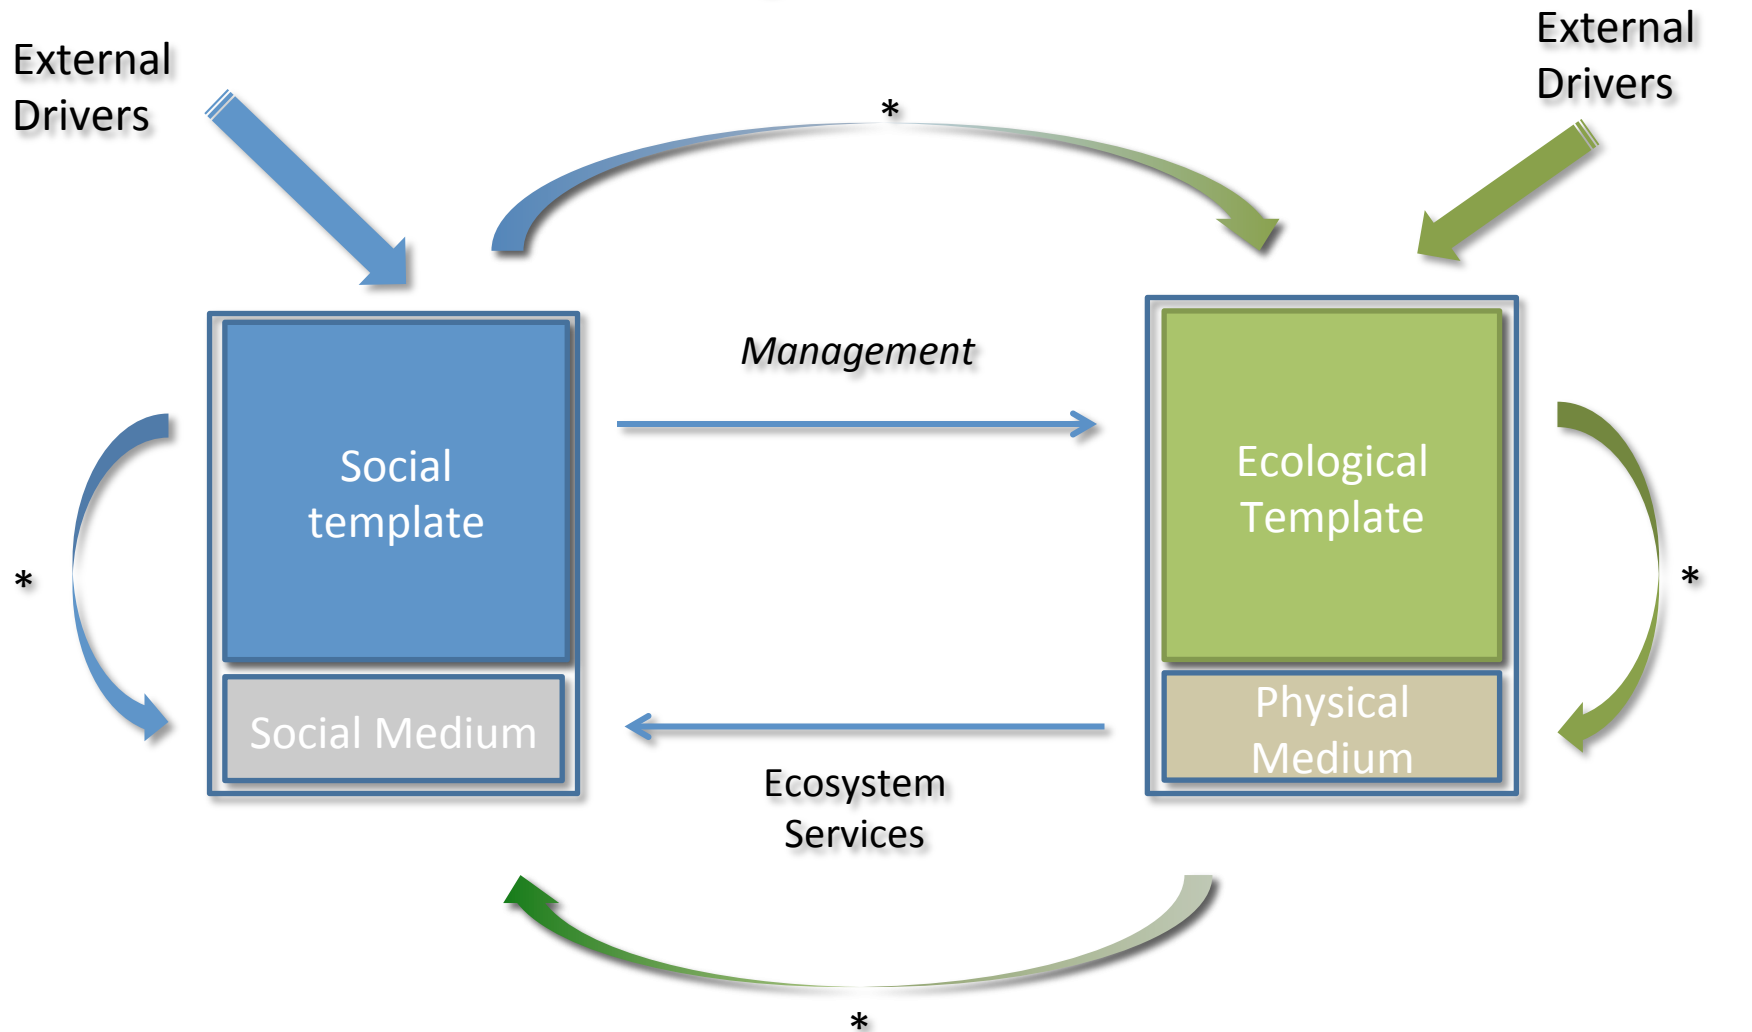 External
Drivers
External
Drivers
*
Management
Social
template
Ecological
Template
*
*
Social Medium
Physical
Medium
Ecosystem
Services
*